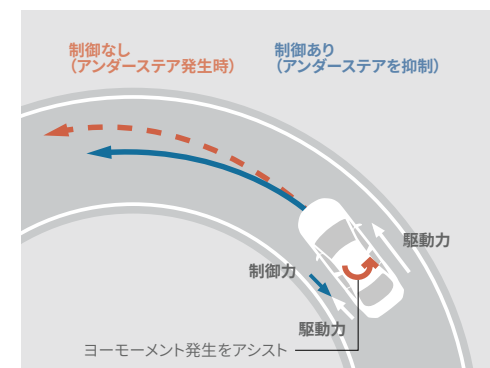 制御なし
（アンダーステア発生時）
制御あり
（アンダーステアを抑制）
駆動力
制御力
駆動力
ヨーモーメント発生をアシスト